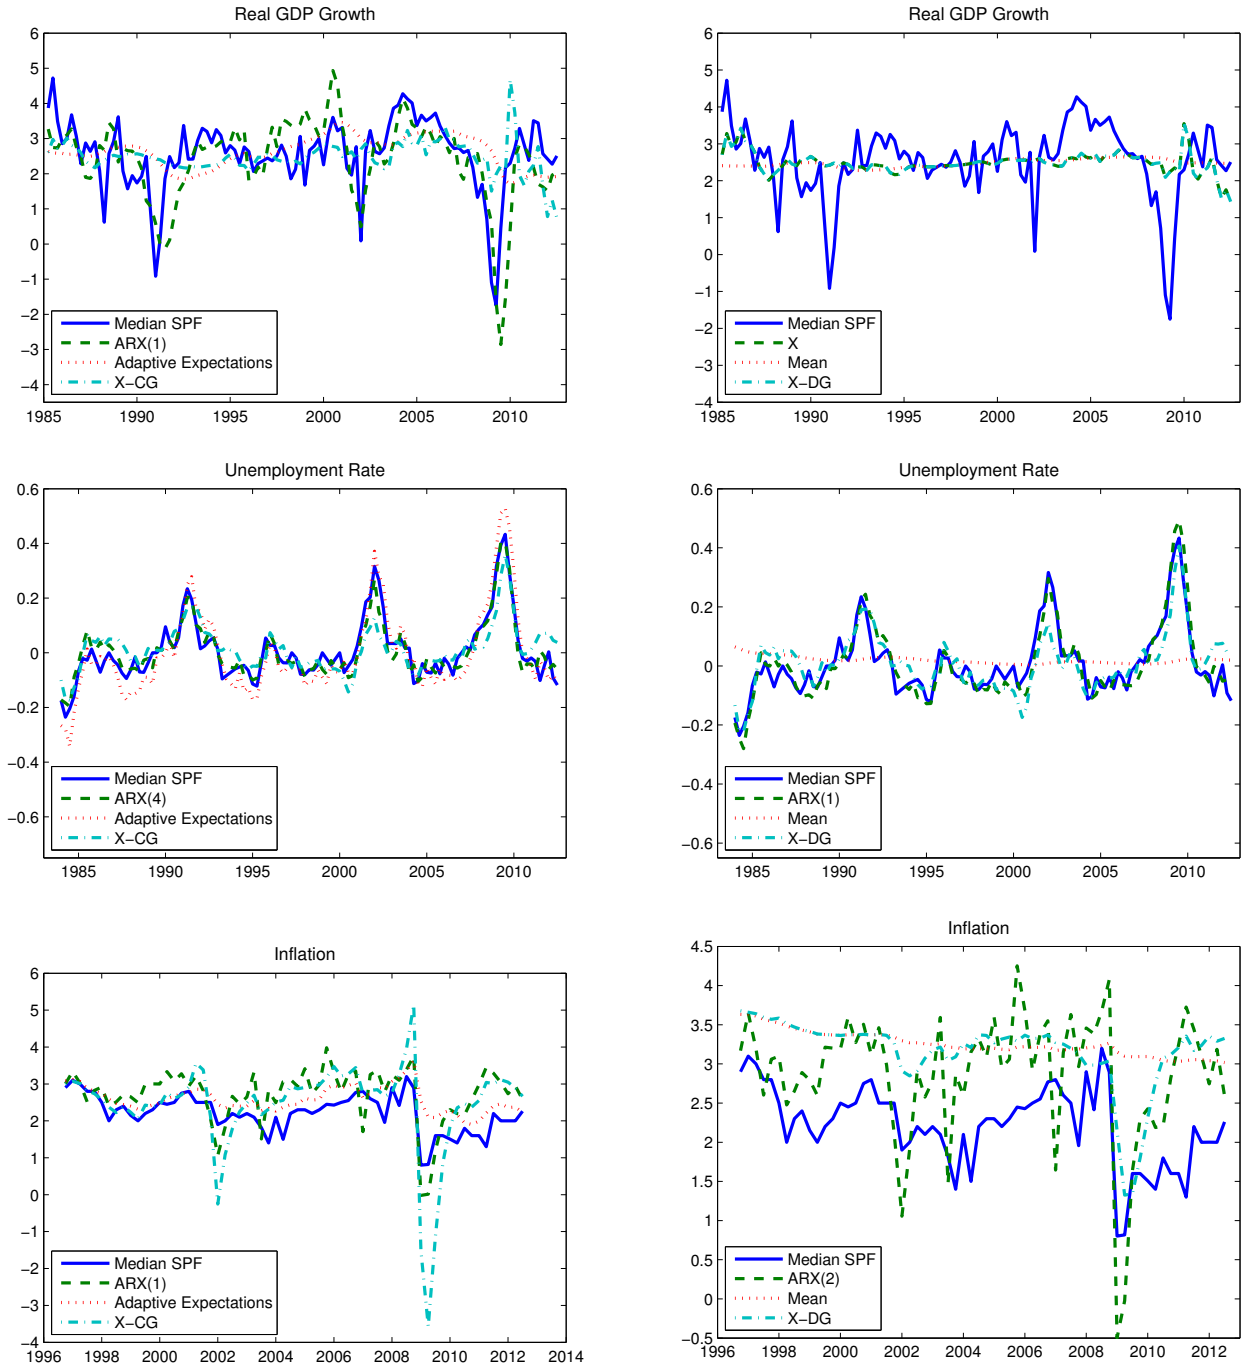 Real GDP Growth
6
5
4
3
2
1
0
−1
−2
−3
−4
1985 1990 1995 2000 2005 2010
Median SPF
ARX(1)
Adaptive Expectations
X−CG
Real GDP Growth
6
5
4
3
2
1
0
−1
−2
−3
−4
1985 1990 1995 2000 2005 2010
Median SPF
X
Mean
X−DG
Unemployment Rate
0.6
0.4
0.2
0
−0.2
−0.4
−0.6
1985 1990 1995 2000 2005 2010
Median SPF
ARX(4)
Adaptive Expectations
X−CG
Unemployment Rate
0.6
0.4
0.2
0
−0.2
−0.4
−0.6
1985 1990 1995 2000 2005 2010
Median SPF
ARX(1)
Mean
X−DG
Inflation
6
5
4
3
2
1
0
−1
−2
−3
−4
1996 1998 2000 2002 2004 2006 2008 2010 2012 2014
Median SPF
ARX(1)
Adaptive Expectations
X−CG
Inflation
4.5
4
3.5
3
2.5
2
1.5
1
0.5
0
−0.5
1996 1998 2000 2002 2004 2006 2008 2010 2012
Median SPF
ARX(2)
Mean
X−DG